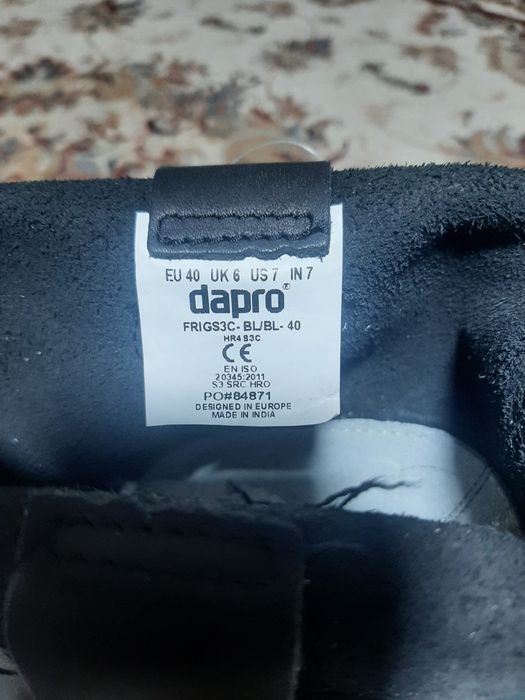 EU 40 UK 6 US 7 IN 7
dapro®
FRIGS3C- BL/BL- 40
HR4 S3C
CE
EN ISO
20345:2011
S3 SRC HRO
PO#84871
DESIGNED IN EUROPE
MADE IN INDIA